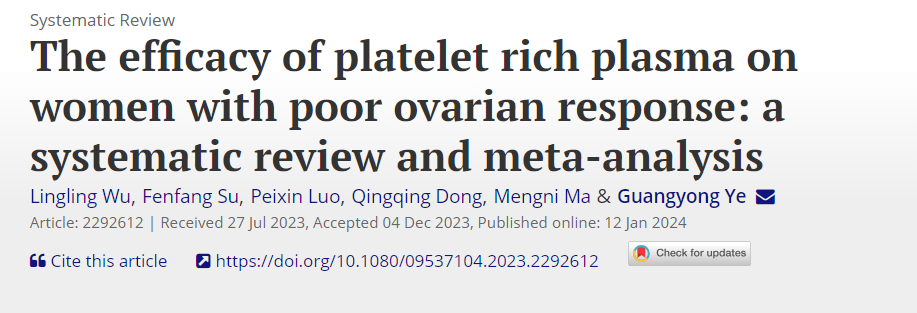 Systematic Review
The efficacy of platelet rich plasma on
women with poor ovarian response: a
systematic review and meta-analysis
Lingling Wu, Fenfang Su, Peixin Luo, Qingqing Dong, Mengni Ma & Guangyong Ye
Article: 2292612 | Received 27 Jul 2023, Accepted 04 Dec 2023, Published online: 12 Jan 2024
Cite this article https://doi.org/10.1080/09537104.2023.2292612 Check for updates